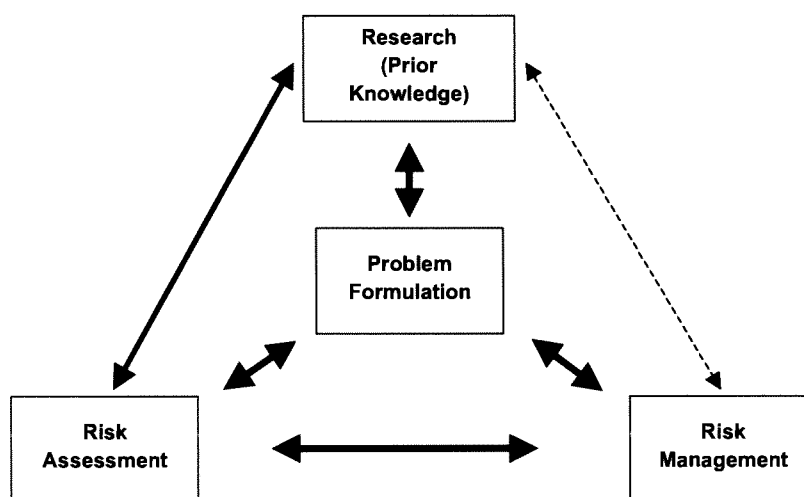 Research
(Prior
Knowledge)
Problem
Formulation
Risk
Assessment
Risk
Management